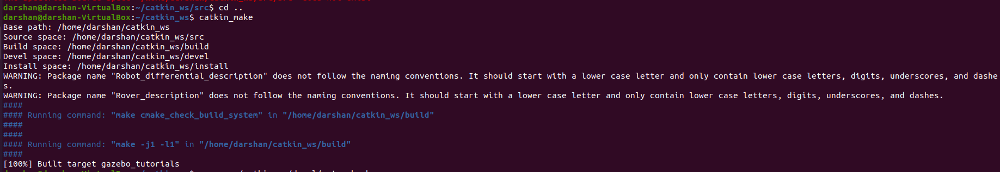 darshan@darshan-VirtualBox:~/catkin_ws/src$ cd ..
darshan@darshan-VirtualBox:~/catkin_ws$ catkin_make
Base path: /home/darshan/catkin_ws
Source space: /home/darshan/catkin_ws/src
Build space: /home/darshan/catkin_ws/build
Devel space: /home/darshan/catkin_ws/devel
Install space: /home/darshan/catkin_ws/install
WARNING: Package name "Robot_differential_description" does not follow the naming conventions. It should start with a lower case letter and only contain lower case letters, digits, underscores, and dashe
s.
WARNING: Package name "Rover_description" does not follow the naming conventions. It should start with a lower case letter and only contain lower case letters, digits, underscores, and dashes.
####
#### Running command: "make cmake_check_build_system" in "/home/darshan/catkin_ws/build"
####
####
#### Running command: "make -j1 -l1" in "/home/darshan/catkin_ws/build"
####
[100%] Built target gazebo_tutorials